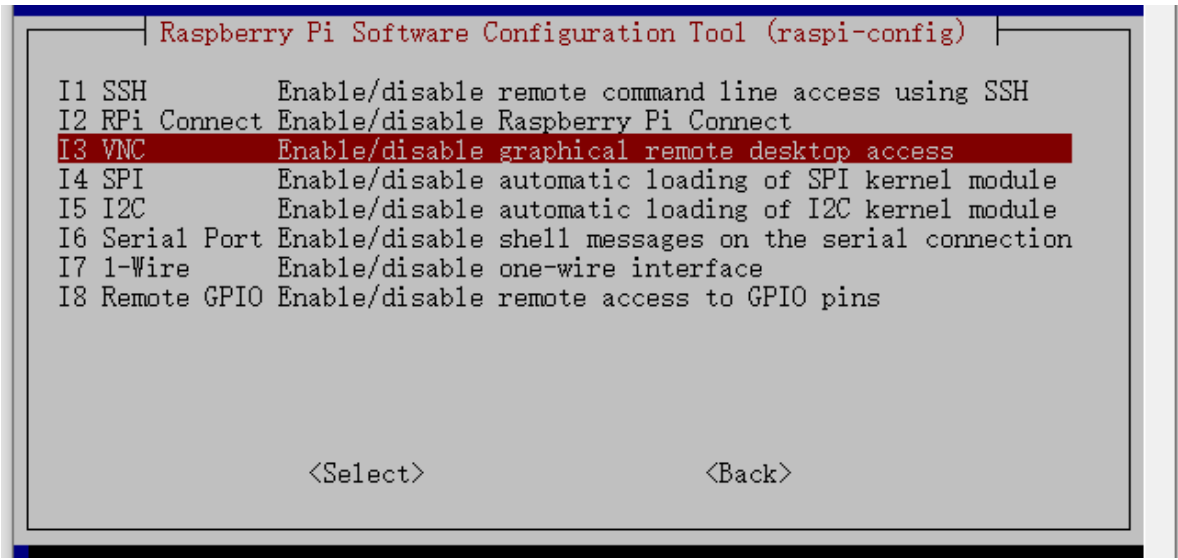 Raspberry Pi Software Configuration Tool (raspi-config)
I1 SSH Enable/disable remote command line access using SSH
I2 RPi Connect Enable/disable Raspberry Pi Connect
I3 VNC Enable/disable graphical remote desktop access
I4 SPI Enable/disable automatic loading of SPI kernel module
I5 I2C Enable/disable automatic loading of I2C kernel module
I6 Serial Port Enable/disable shell messages on the serial connection
I7 1-Wire Enable/disable one-wire interface
I8 Remote GPIO Enable/disable remote access to GPIO pins
<Select> <Back>